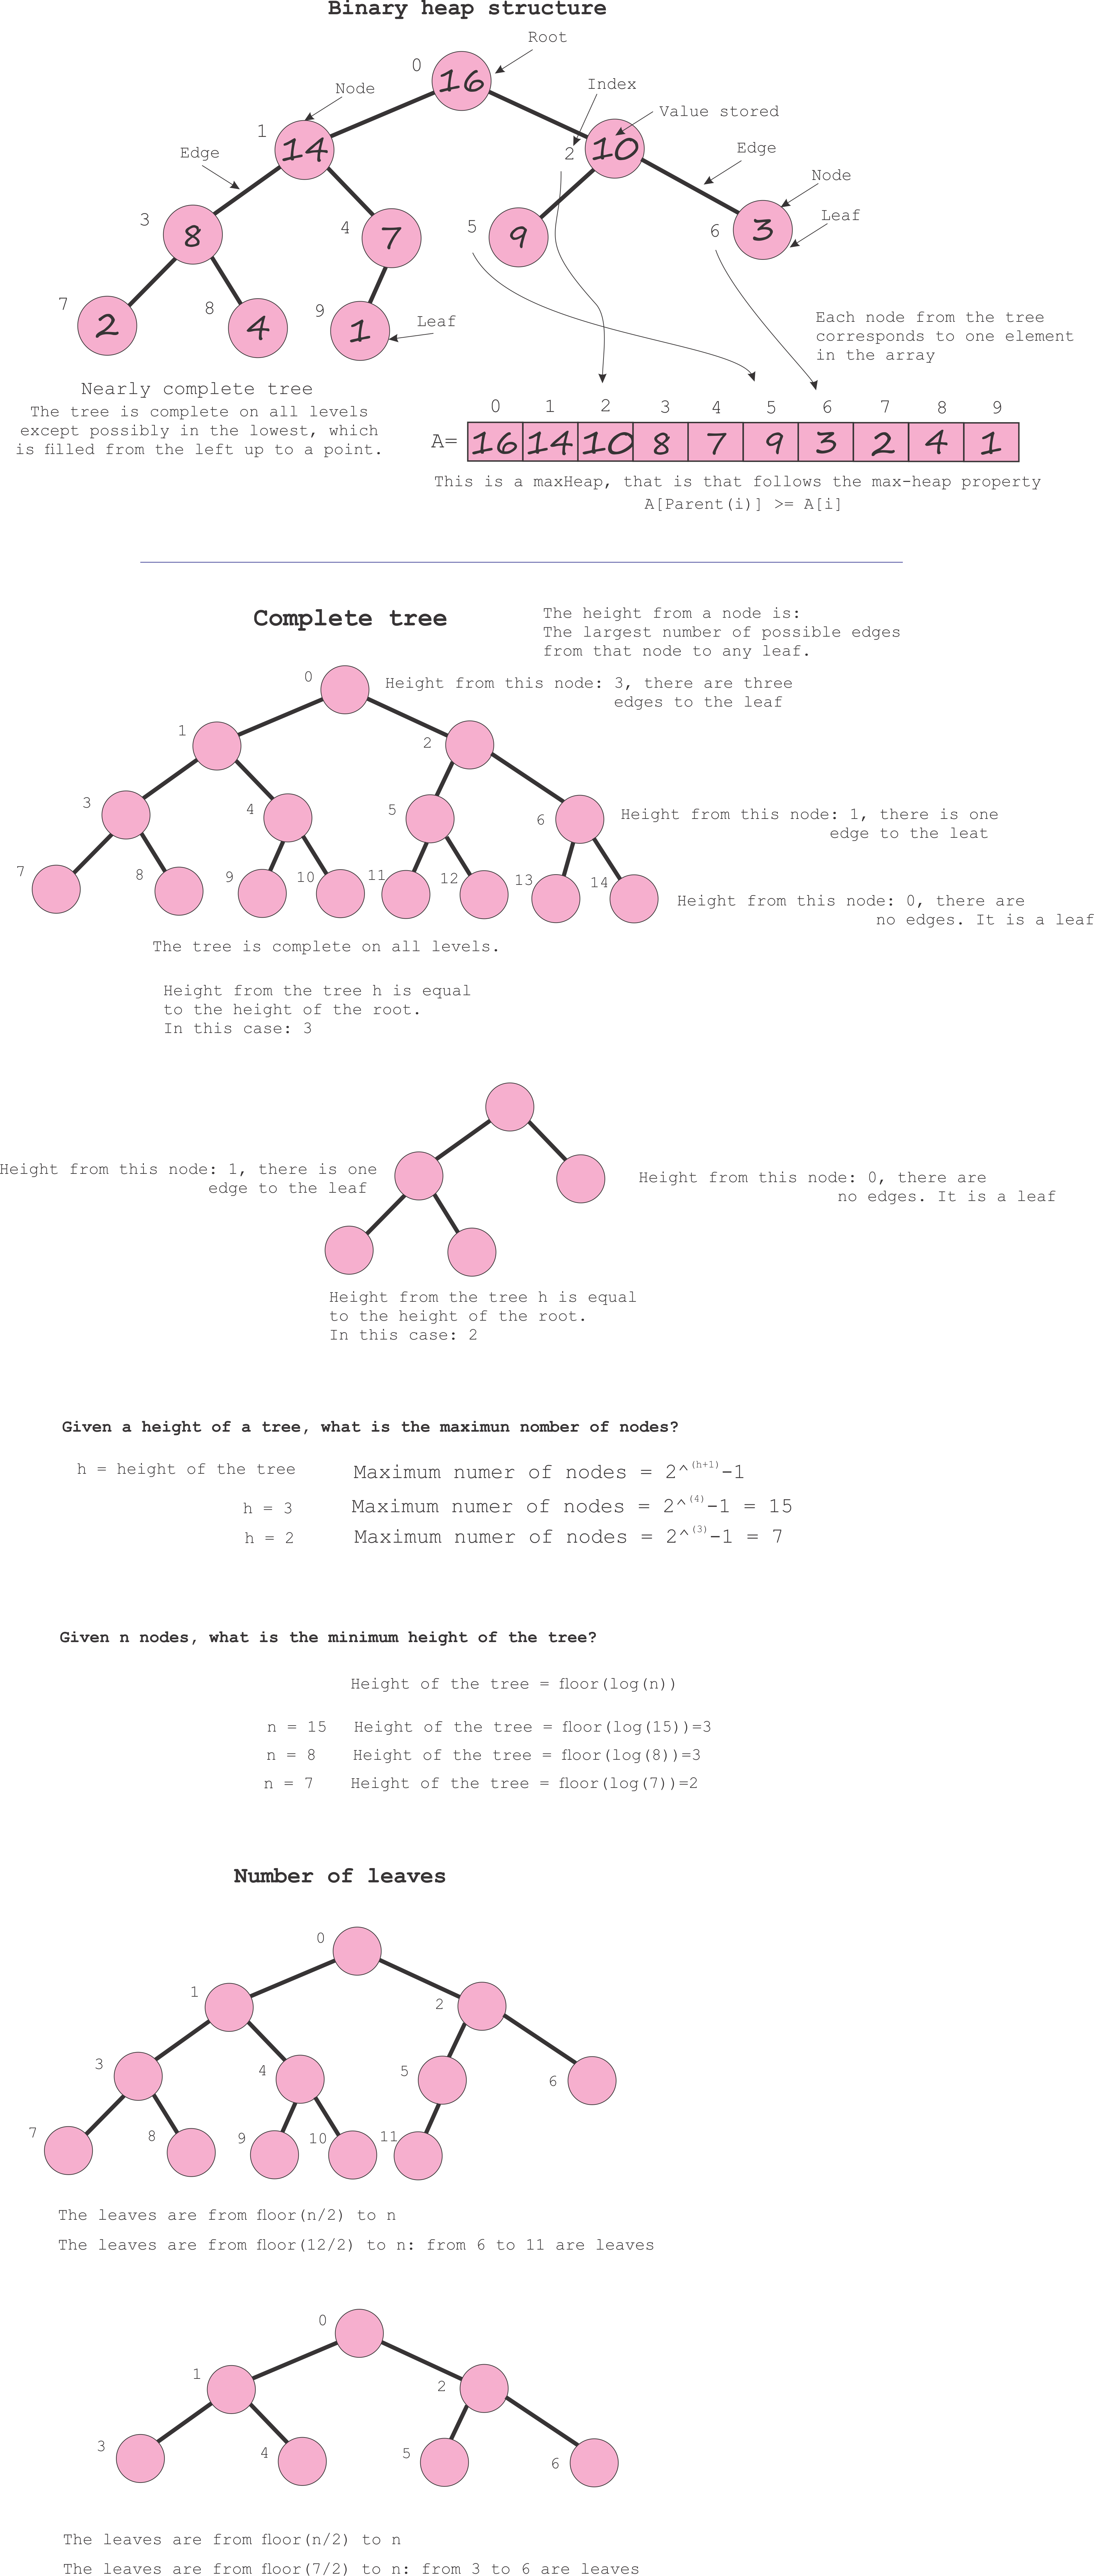 Binary heap structure
Root
0
16
Node
Index
1
14
Value stored
2
10
Edge
Edge
Node
3
8
4
7
5
9
6
3
Leaf
7
2
8
4
9
1
Leaf
Each node from the tree
corresponds to one element
in the array
Nearly complete tree
The tree is complete on all levels
except possibly in the lowest, which
is filled from the left up to a point.
0 1 2 3 4 5 6 7 8 9
A= 16 14 10 8 7 9 3 2 4 1
This is a maxHeap, that is that follows the max-heap property
A[Parent(i)] >= A[i]
Complete tree
The height from a node is:
The largest number of possible edges
from that node to any leaf.
0
Height from this node: 3, there are three
edges to the leaf
1
2
3
4
5
6
Height from this node: 1, there is one
edge to the leat
7
8
9
10
11
12
13
14
Height from this node: 0, there are
no edges. It is a leaf
The tree is complete on all levels.
Height from the tree h is equal
to the height of the root.
In this case: 3
Height from this node: 1, there is one
edge to the leaf
Height from this node: 0, there are
no edges. It is a leaf
Height from the tree h is equal
to the height of the root.
In this case: 2
Given a height of a tree, what is the maximun nomber of nodes?
h = height of the tree Maximum numer of nodes = 2^(h+1)-1
h = 3 Maximum numer of nodes = 2^(4)-1 = 15
h = 2 Maximum numer of nodes = 2^(3)-1 = 7
Given n nodes, what is the minimum height of the tree?
Height of the tree = floor(log(n))
n = 15 Height of the tree = floor(log(15))=3
n = 8 Height of the tree = floor(log(8))=3
n = 7 Height of the tree = floor(log(7))=2
Number of leaves
0
1
2
3
4
5
6
7
8
9
10
11
The leaves are from floor(n/2) to n
The leaves are from floor(12/2) to n: from 6 to 11 are leaves
0
1
2
3
4
5
6
The leaves are from floor(n/2) to n
The leaves are from floor(7/2) to n: from 3 to 6 are leaves